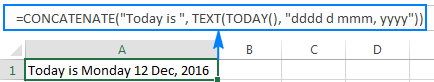 =CONCATENATE("Today is ", TEXT(TODAY(), "dddd d mmm, yyyy"))
A B C D
1 Today is Monday 12 Dec, 2016